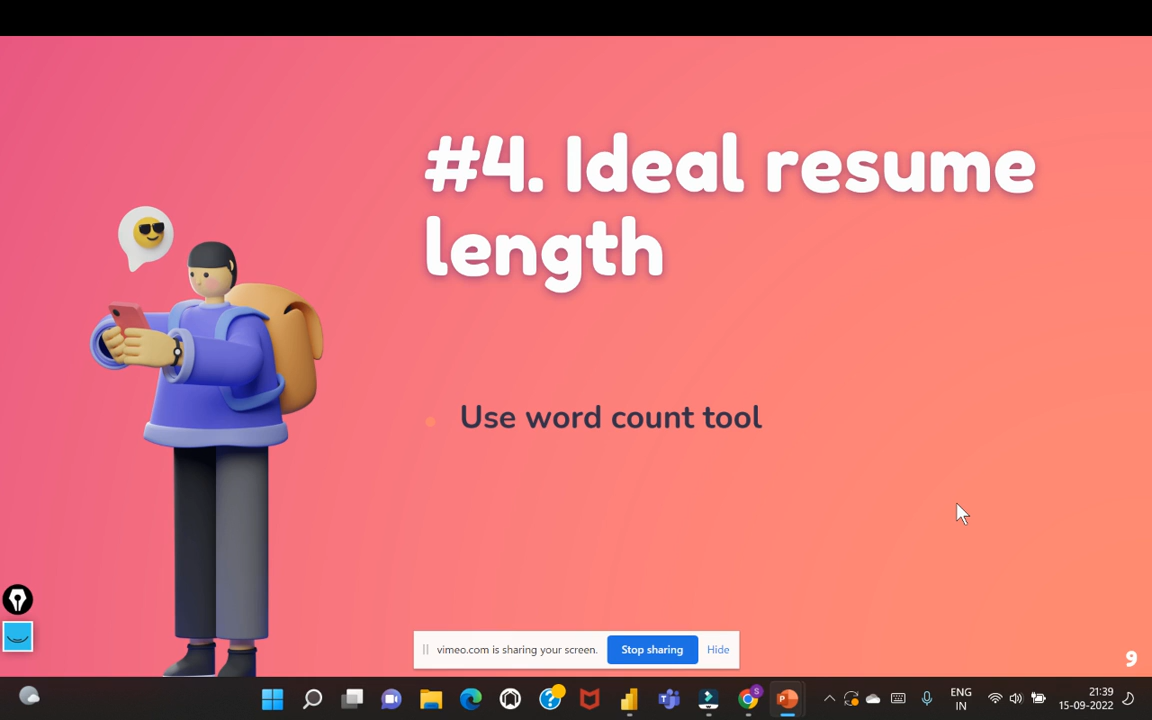 #4. Ideal resume
length
Use word count tool
vimeo.com is sharing your screen.
Stop sharing
Hide
9
ENG
IN
21:39
15-09-2022